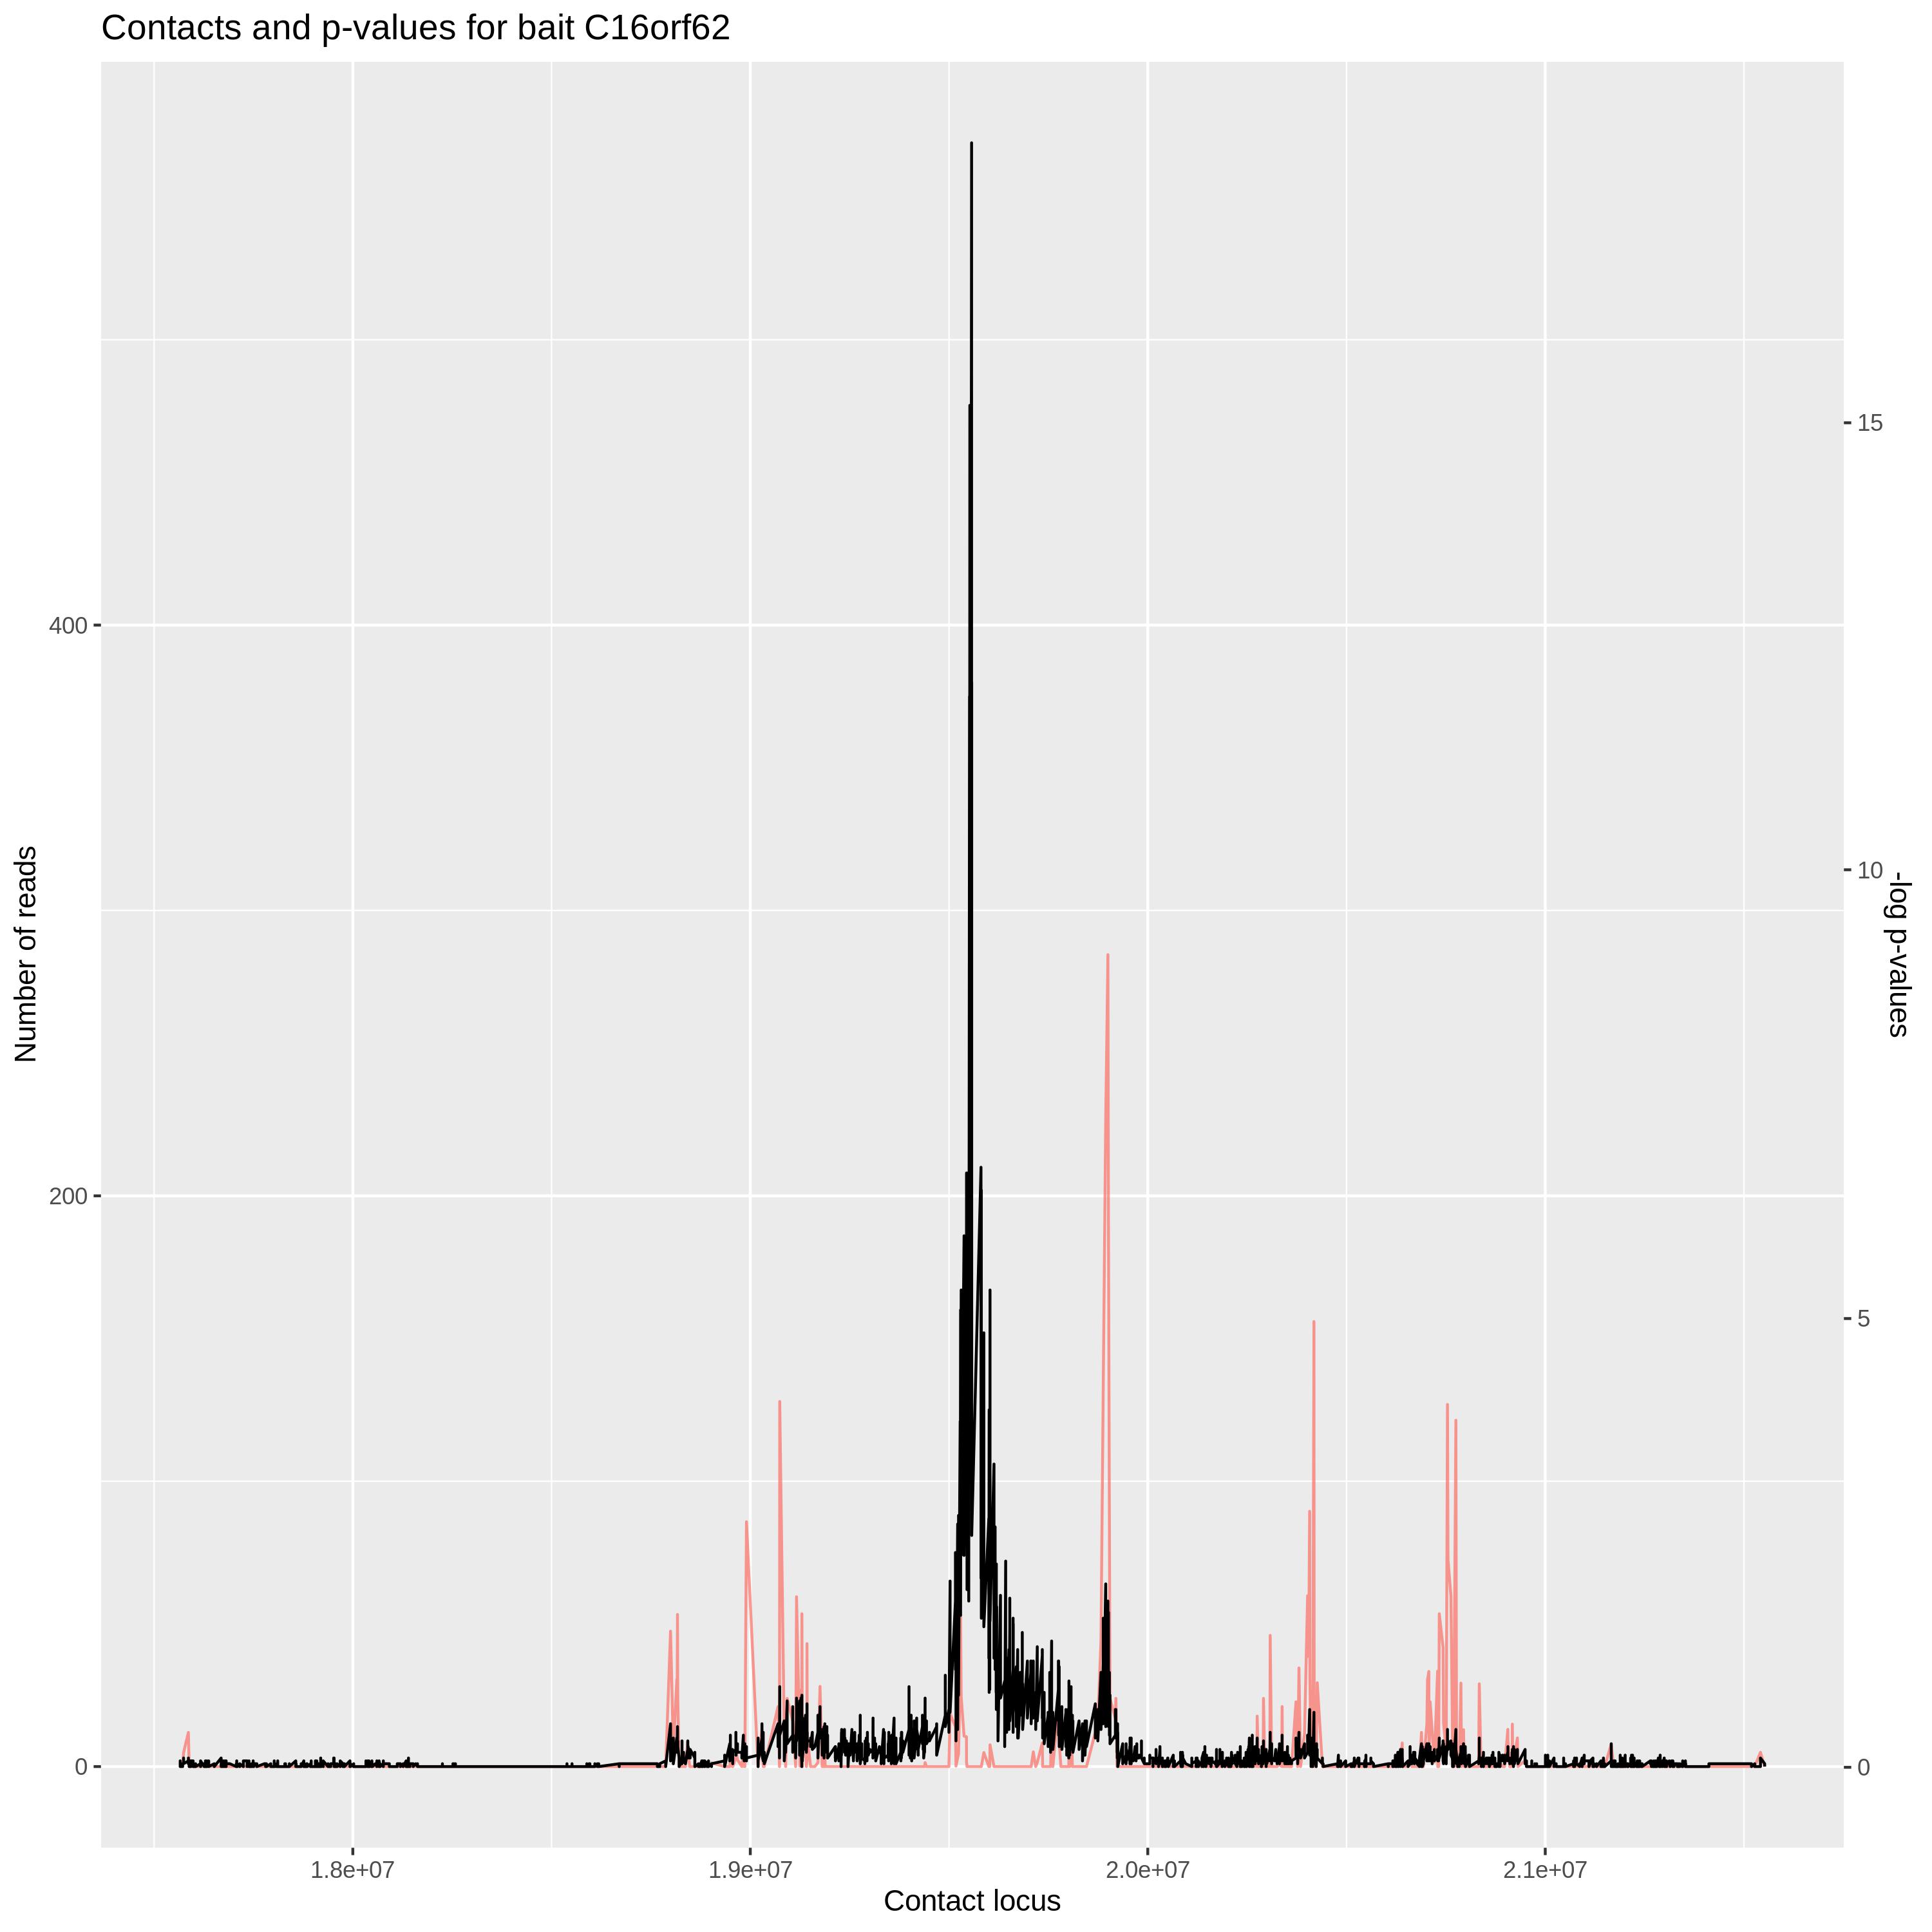 Contacts and p-values for bait C16orf62
Number of reads
400
200
0
15
10
5
0
-log p-values
1.8e+07
1.9e+07
2.0e+07
2.1e+07
Contact locus